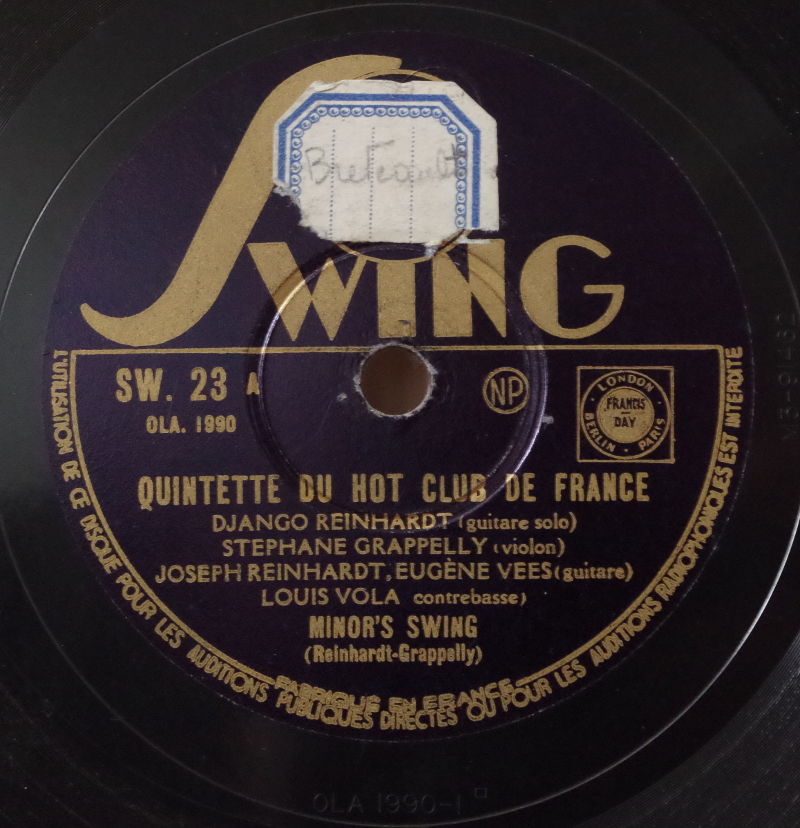 Breteault
SWING
SW. 23 A
OLA. 1990
NP
LONDON
FRANCIS
DAY
BERLIN · PARIS
QUINTETTE DU HOT CLUB DE FRANCE
DJANGO REINHARDT (guitare solo)
STEPHANE GRAPPELLY (violon)
JOSEPH REINHARDT, EUGÈNE VEES (guitare)
LOUIS VOLA contrebasse)
MINOR'S SWING
(Reinhardt-Grappelly)
FABRIQUÉ EN FRANCE
L'UTILISATION DE CE DISQUE POUR LES AUDITIONS PUBLIQUES DIRECTES OU POUR LES AUDITIONS RADIOPHONIQUES EST INTERDITE
OLA 1990-1